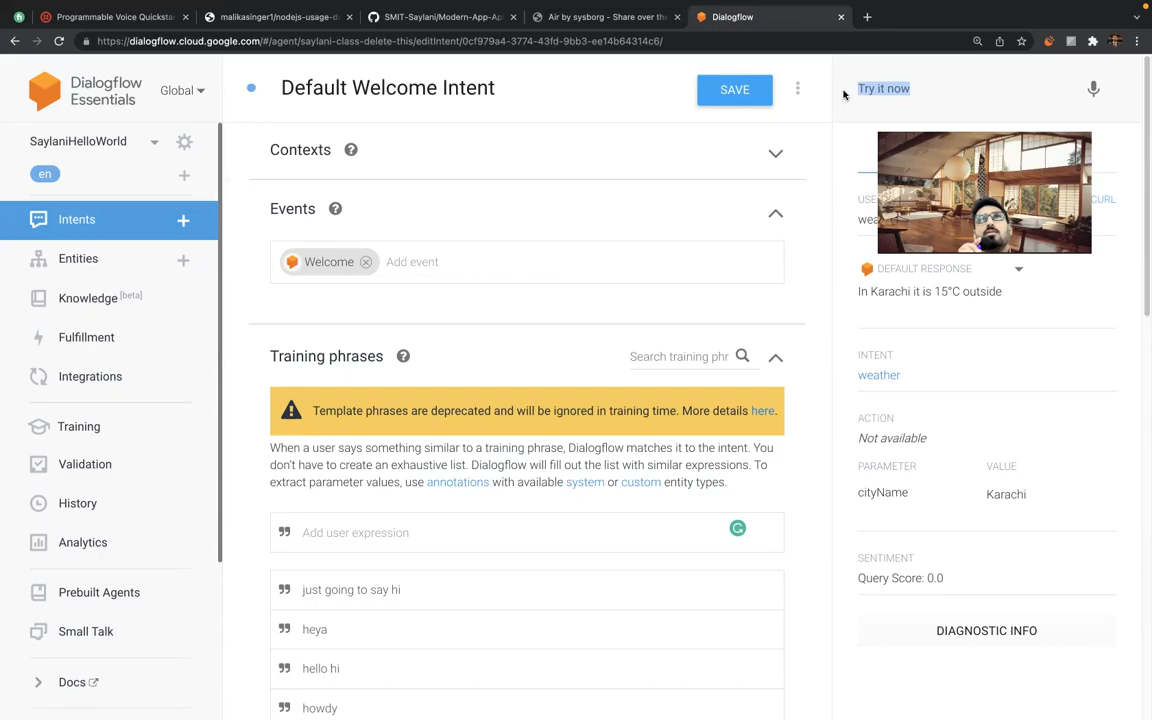 Programmable Voice Quickstar
malikasinger1/nodejs-usage-da
SMIT-Saylani/Modern-App-Ap
Air by sysborg - Share over the
Dialogflow
https://dialogflow.cloud.google.com/#/agent/saylani-class-delete-this/editIntent/0cf979a4-3774-43fd-9bb3-ee14b64314c6/
Dialogflow
Essentials
Global
SaylaniHelloWorld
en
Intents
Entities
Knowledge [beta]
Fulfillment
Integrations
Training
Validation
History
Analytics
Prebuilt Agents
Small Talk
Docs
Default Welcome Intent
SAVE
Contexts
Events
Welcome
Add event
Training phrases
Search training phr
Template phrases are deprecated and will be ignored in training time. More details here.
When a user says something similar to a training phrase, Dialogflow matches it to the intent. You
don't have to create an exhaustive list. Dialogflow will fill out the list with similar expressions. To
extract parameter values, use annotations with available system or custom entity types.
Add user expression
just going to say hi
heya
hello hi
howdy
Try it now
CURL
DEFAULT RESPONSE
In Karachi it is 15°C outside
INTENT
weather
ACTION
Not available
PARAMETER VALUE
cityName Karachi
SENTIMENT
Query Score: 0.0
DIAGNOSTIC INFO